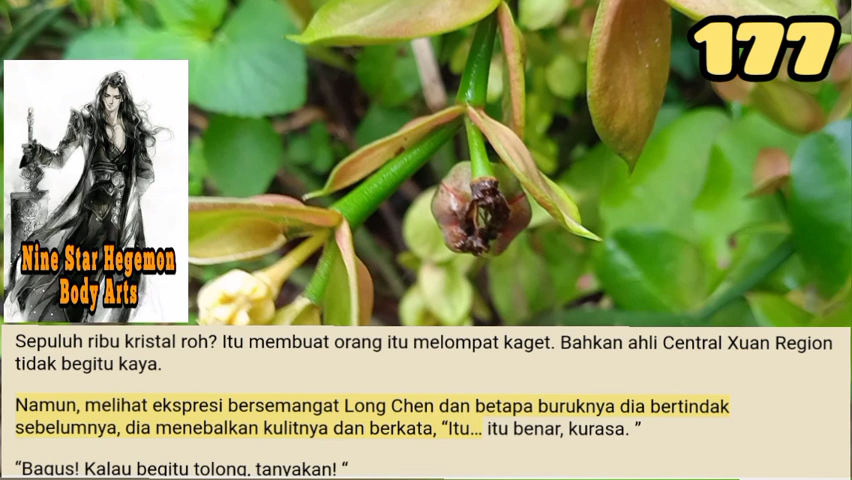 177
Nine Star Hegemon
Body Arts
Sepuluh ribu kristal roh? Itu membuat orang itu melompat kaget. Bahkan ahli Central Xuan Region
tidak begitu kaya.
Namun, melihat ekspresi bersemangat Long Chen dan betapa buruknya dia bertindak
sebelumnya, dia menebalkan kulitnya dan berkata, “Itu... itu benar, kurasa. ”
“Bagus! Kalau begitu tolong, tanyakan! “